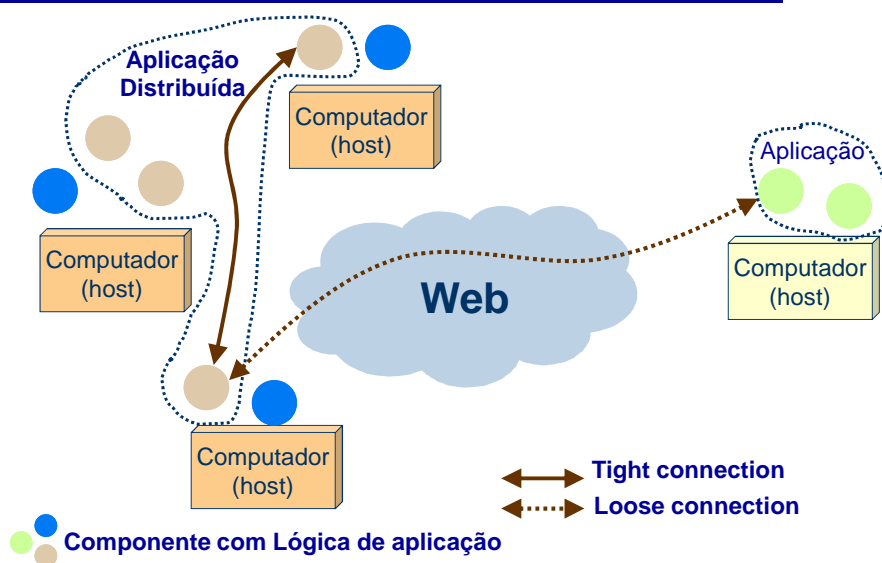 Aplicação
Distribuída
Computador
(host)
Aplicação
Computador
(host)
Computador
(host)
Web
Computador
(host)
Tight connection
Loose connection
Componente com Lógica de aplicação